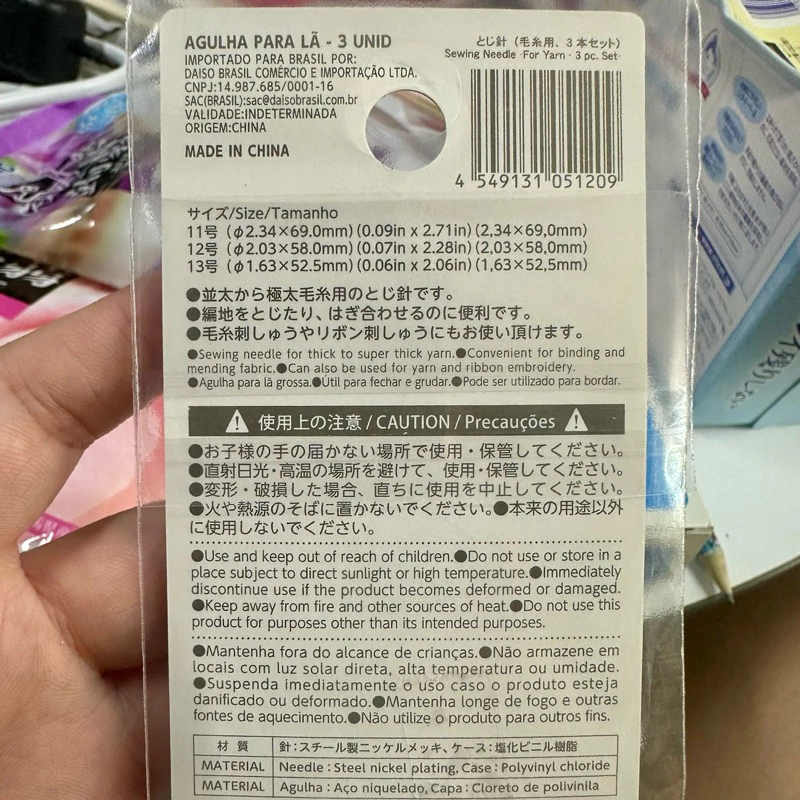 AGULHA PARA LÃ - 3 UNID
IMPORTADO PARA BRASIL POR:
DAISO BRASIL COMÉRCIO E IMPORTAÇÃO LTDA.
CNPJ:14.987.685/0001-16
SAC(BRASIL):sac@daisobrasil.com.br
VALIDADE:INDETERMINADA
ORIGEM:CHINA
MADE IN CHINA
とじ針（毛糸用、3本セット）
Sewing Needle ·For Yarn · 3 pc. Set·
4 549131 051209
サイズ/Size/Tamanho
11号（φ2.34×69.0mm）(0.09in x 2.71in) (2,34×69,0mm)
12号（φ2.03×58.0mm）(0.07in x 2.28in) (2,03×58,0mm)
13号（φ1.63×52.5mm）(0.06in x 2.06in) (1,63×52,5mm)
●並太から極太毛糸用のとじ針です。
●編地をとじたり、はぎ合わせるのに便利です。
●毛糸刺しゅうやリボン刺しゅうにもお使い頂けます。
●Sewing needle for thick to super thick yarn.●Convenient for binding and
mending fabric.●Can also be used for yarn and ribbon embroidery.
●Agulha para lã grossa.●Útil para fechar e grudar.●Pode ser utilizado para bordar.
使用上の注意 / CAUTION / Precauções
●お子様の手の届かない場所で使用・保管してください。
●直射日光・高温の場所を避けて、使用・保管してください。
●変形・破損した場合、直ちに使用を中止してください。
●火や熱源のそばに置かないでください。●本来の用途以外
に使用しないでください。
●Use and keep out of reach of children.●Do not use or store in a
place subject to direct sunlight or high temperature.●Immediately
discontinue use if the product becomes deformed or damaged.
●Keep away from fire and other sources of heat.●Do not use this
product for purposes other than its intended purposes.
●Mantenha fora do alcance de crianças.●Não armazene em
locais com luz solar direta, alta temperatura ou umidade.
●Suspenda imediatamente o uso caso o produto esteja
danificado ou deformado.●Mantenha longe de fogo e outras
fontes de aquecimento.●Não utilize o produto para outros fins.
材 質 針：スチール製ニッケルメッキ、ケース：塩化ビニル樹脂
MATERIAL Needle : Steel nickel plating, Case : Polyvinyl chloride
MATERIAL Agulha : Aço niquelado, Capa : Cloreto de polivinila